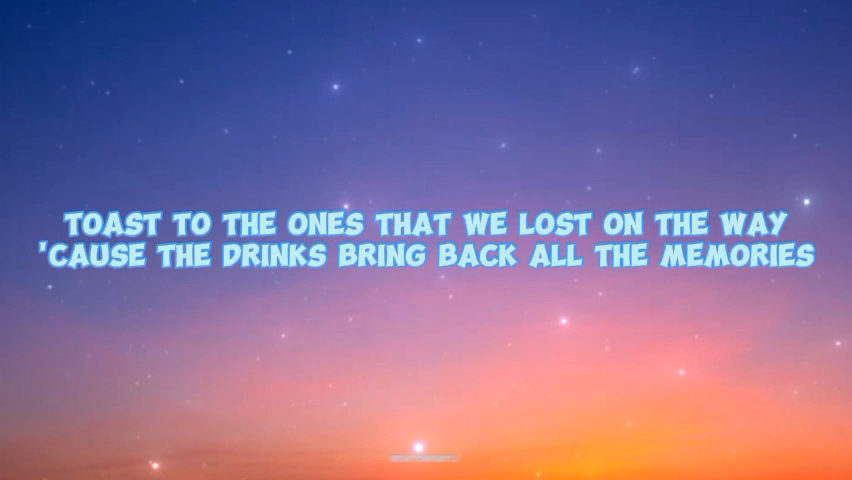 TOAST TO THE ONES THAT WE LOST ON THE WAY
'CAUSE THE DRINKS BRING BACK ALL THE MEMORIES